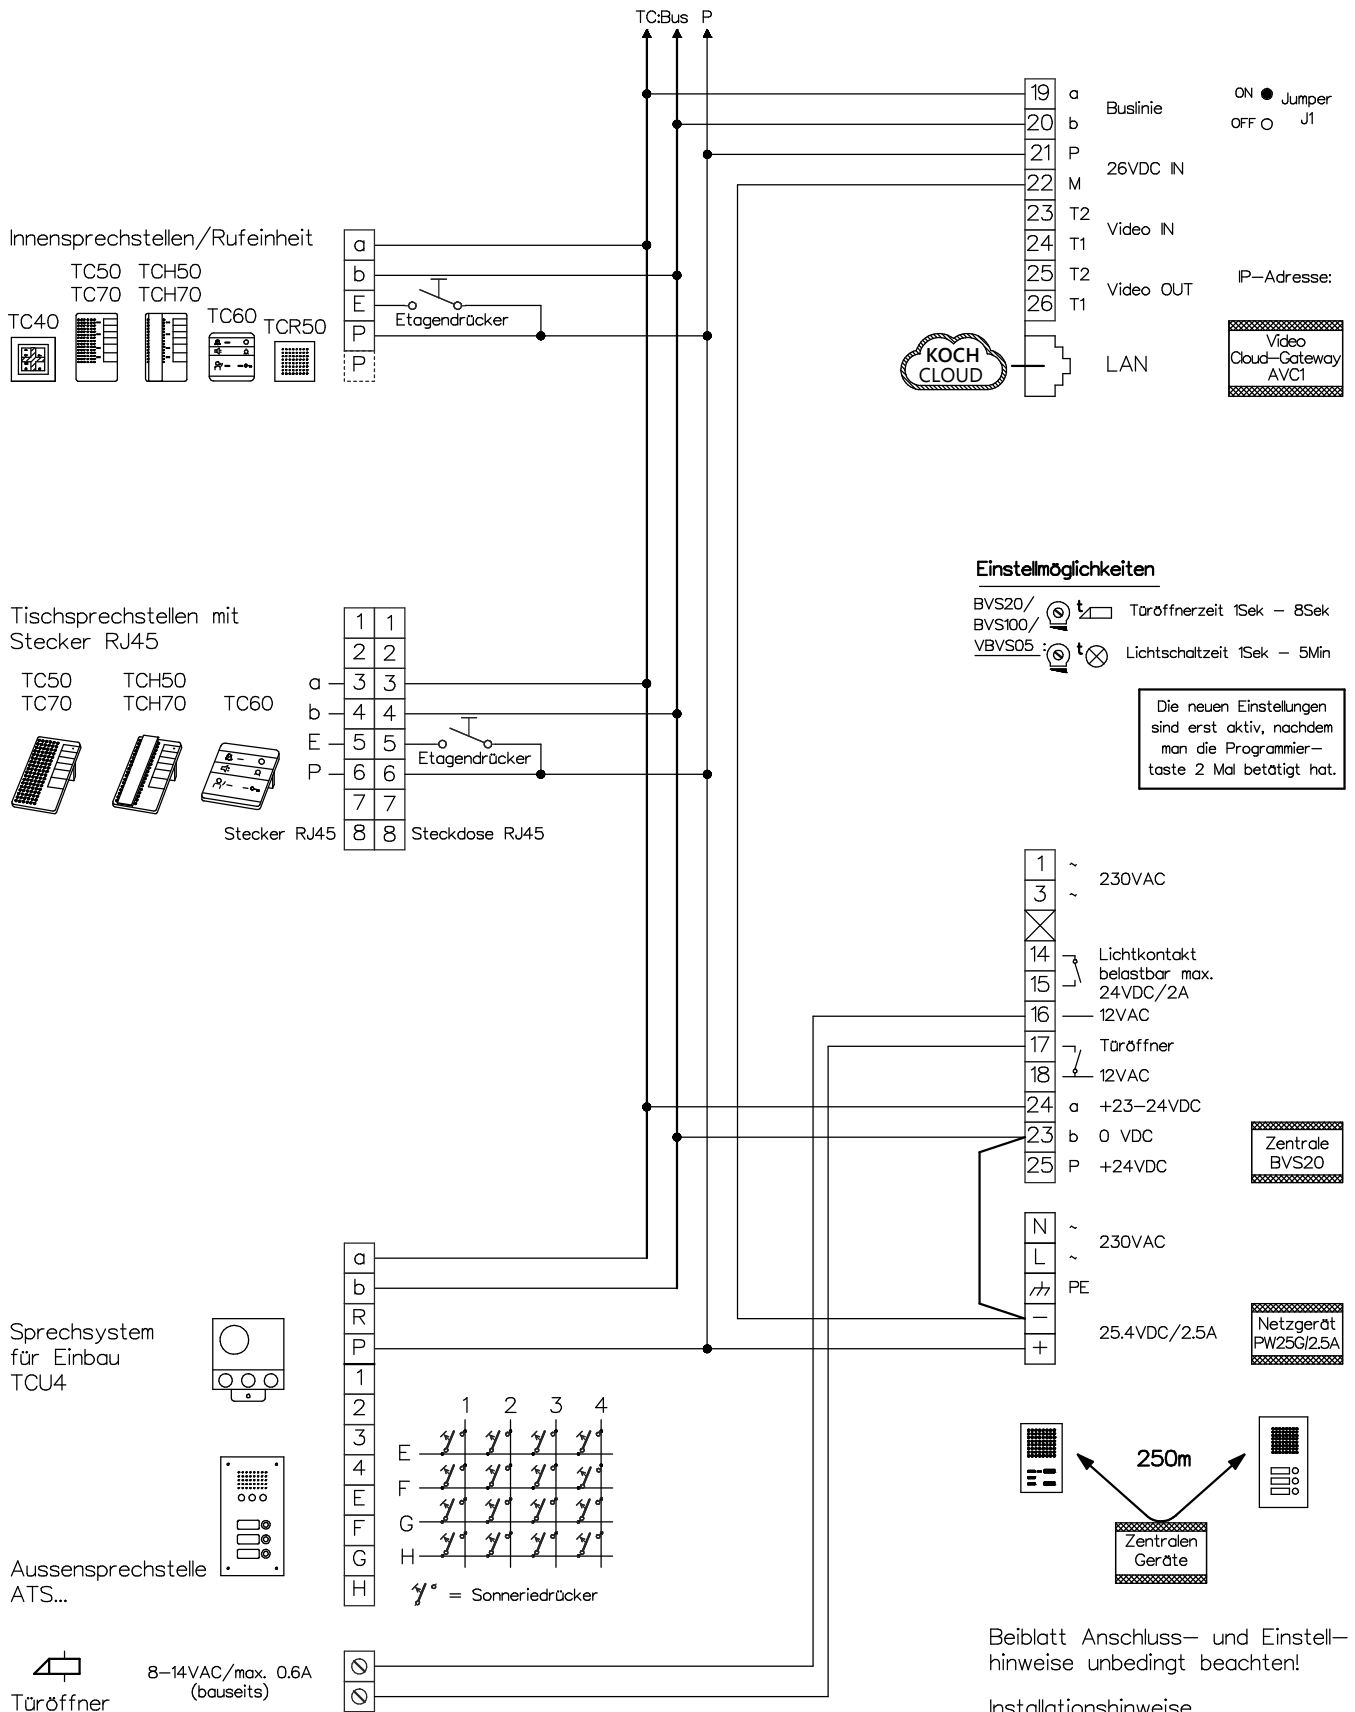 TC:Bus P
19 a
20 b
Buslinie
21 P
22 M
26VDC IN
23 T2
24 T1
Video IN
25 T2
26 T1
Video OUT
LAN
KOCH
CLOUD
ON
OFF
Jumper
J1
IP–Adresse:
Video
Cloud–Gateway
AVC1
Innensprechstellen/Rufeinheit
TC40
TC50
TC70
TCH50
TCH70
TC60
TCR50
a
b
E
P
P
Etagendrücker
Einstellmöglichkeiten
BVS20/
BVS100/
VBVS05 :
t
Türöffnerzeit 1Sek – 8Sek
t
Lichtschaltzeit 1Sek – 5Min
Die neuen Einstellungen
sind erst aktiv, nachdem
man die Programmier–
taste 2 Mal betätigt hat.
Tischsprechstellen mit
Stecker RJ45
TC50
TC70
TCH50
TCH70
TC60
1 1
2 2
a 3 3
b 4 4
E 5 5
P 6 6
7 7
Stecker RJ45 8 8 Steckdose RJ45
Etagendrücker
1 ~
3 ~
230VAC
14
15
Lichtkontakt
belastbar max.
24VDC/2A
16 12VAC
17 Türöffner
18 12VAC
24 a +23–24VDC
23 b 0 VDC
25 P +24VDC
Zentrale
BVS20
N ~
L ~
230VAC
PE
–
+
25.4VDC/2.5A
Netzgerät
PW25G/2.5A
Sprechsystem
für Einbau
TCU4
Aussensprechstelle
ATS...
a
b
R
P
1
2
3
4
E
F
G
H
1 2 3 4
E
F
G
H
= Sonneriedrücker
250m
Zentralen
Geräte
Türöffner
8–14VAC/max. 0.6A
(bauseits)
Beiblatt Anschluss– und Einstell–
hinweise unbedingt beachten!
Installationshinweise